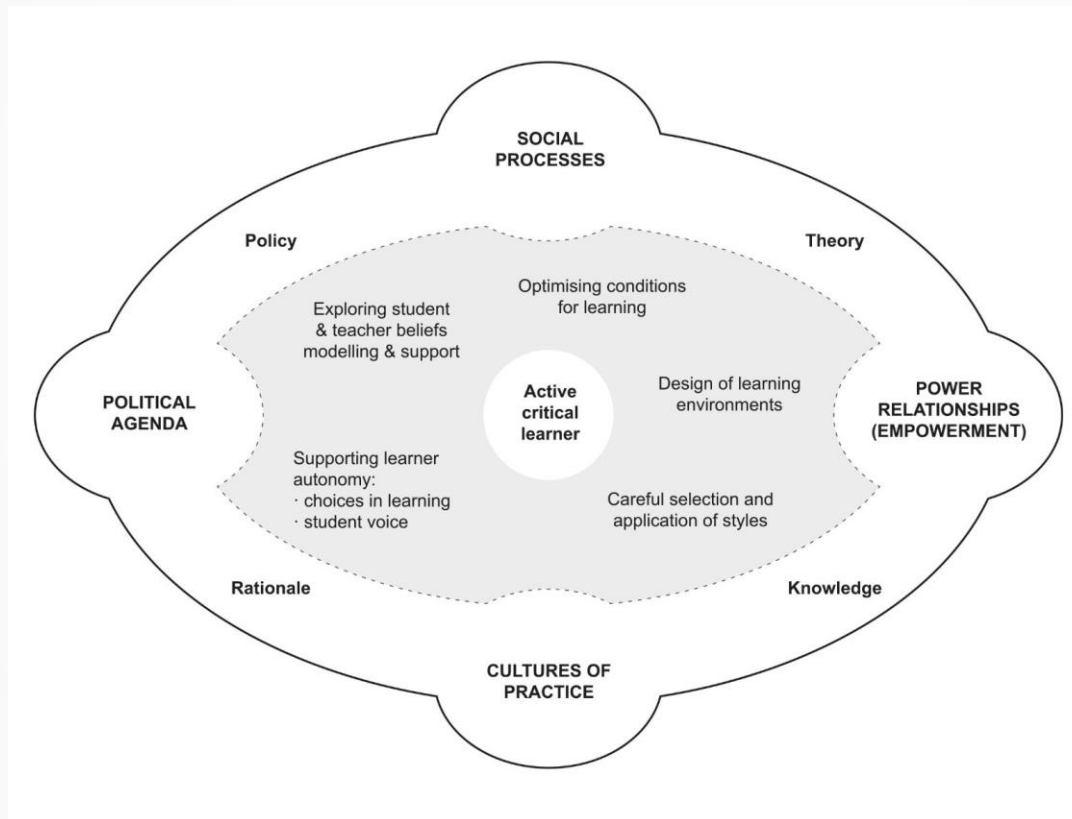 SOCIAL
PROCESSES
Policy
Theory
Optimising conditions
for learning
Exploring student
& teacher beliefs
modelling & support
POLITICAL
AGENDA
Active
critical
learner
Design of learning
environments
POWER
RELATIONSHIPS
(EMPOWERMENT)
Supporting learner
autonomy:
· choices in learning
· student voice
Careful selection and
application of styles
Rationale
Knowledge
CULTURES OF
PRACTICE